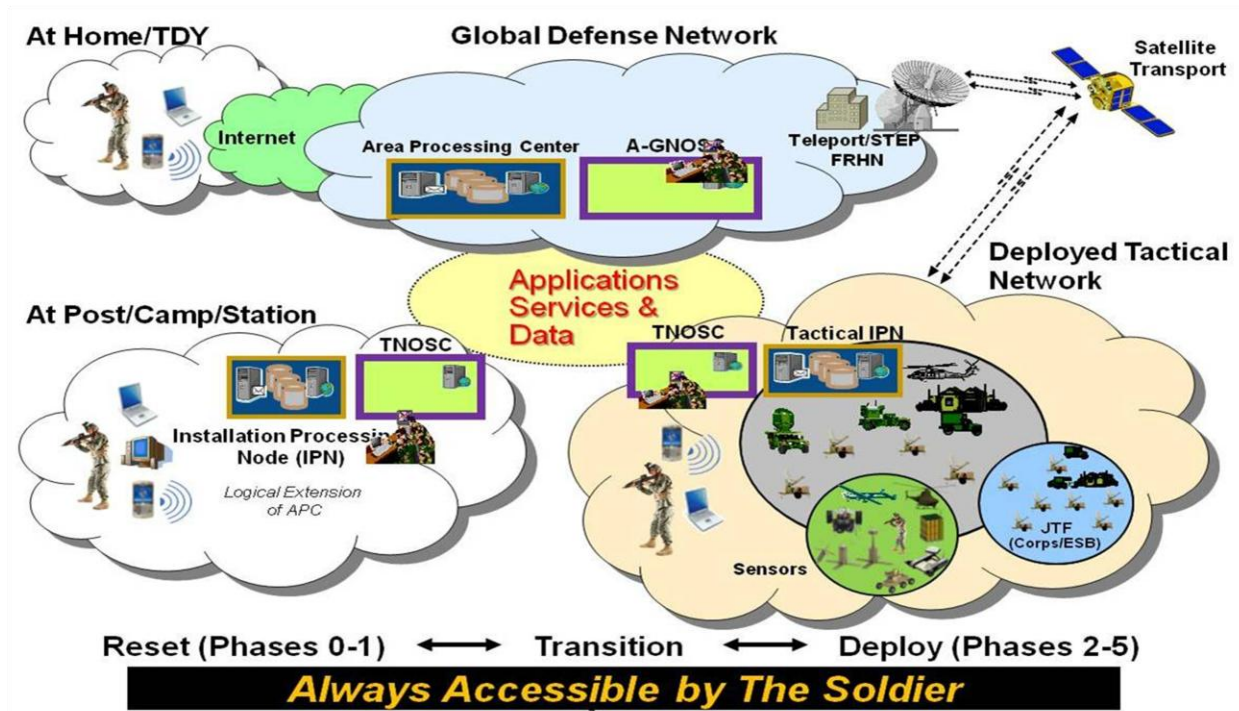 At Home/TDY
Global Defense Network
Satellite
Transport
Internet
Area Processing Center
A-GNOSC
Teleport/STEP
FRHN
Deployed Tactical
Network
Applications
Services &
Data
At Post/Camp/Station
TNOSC
TNOSC
Tactical IPN
Installation Processing
Node (IPN)
Logical Extension
of APC
JTF
(Corps/ESB)
Sensors
Reset (Phases 0-1)
Transition
Deploy (Phases 2-5)
Always Accessible by The Soldier